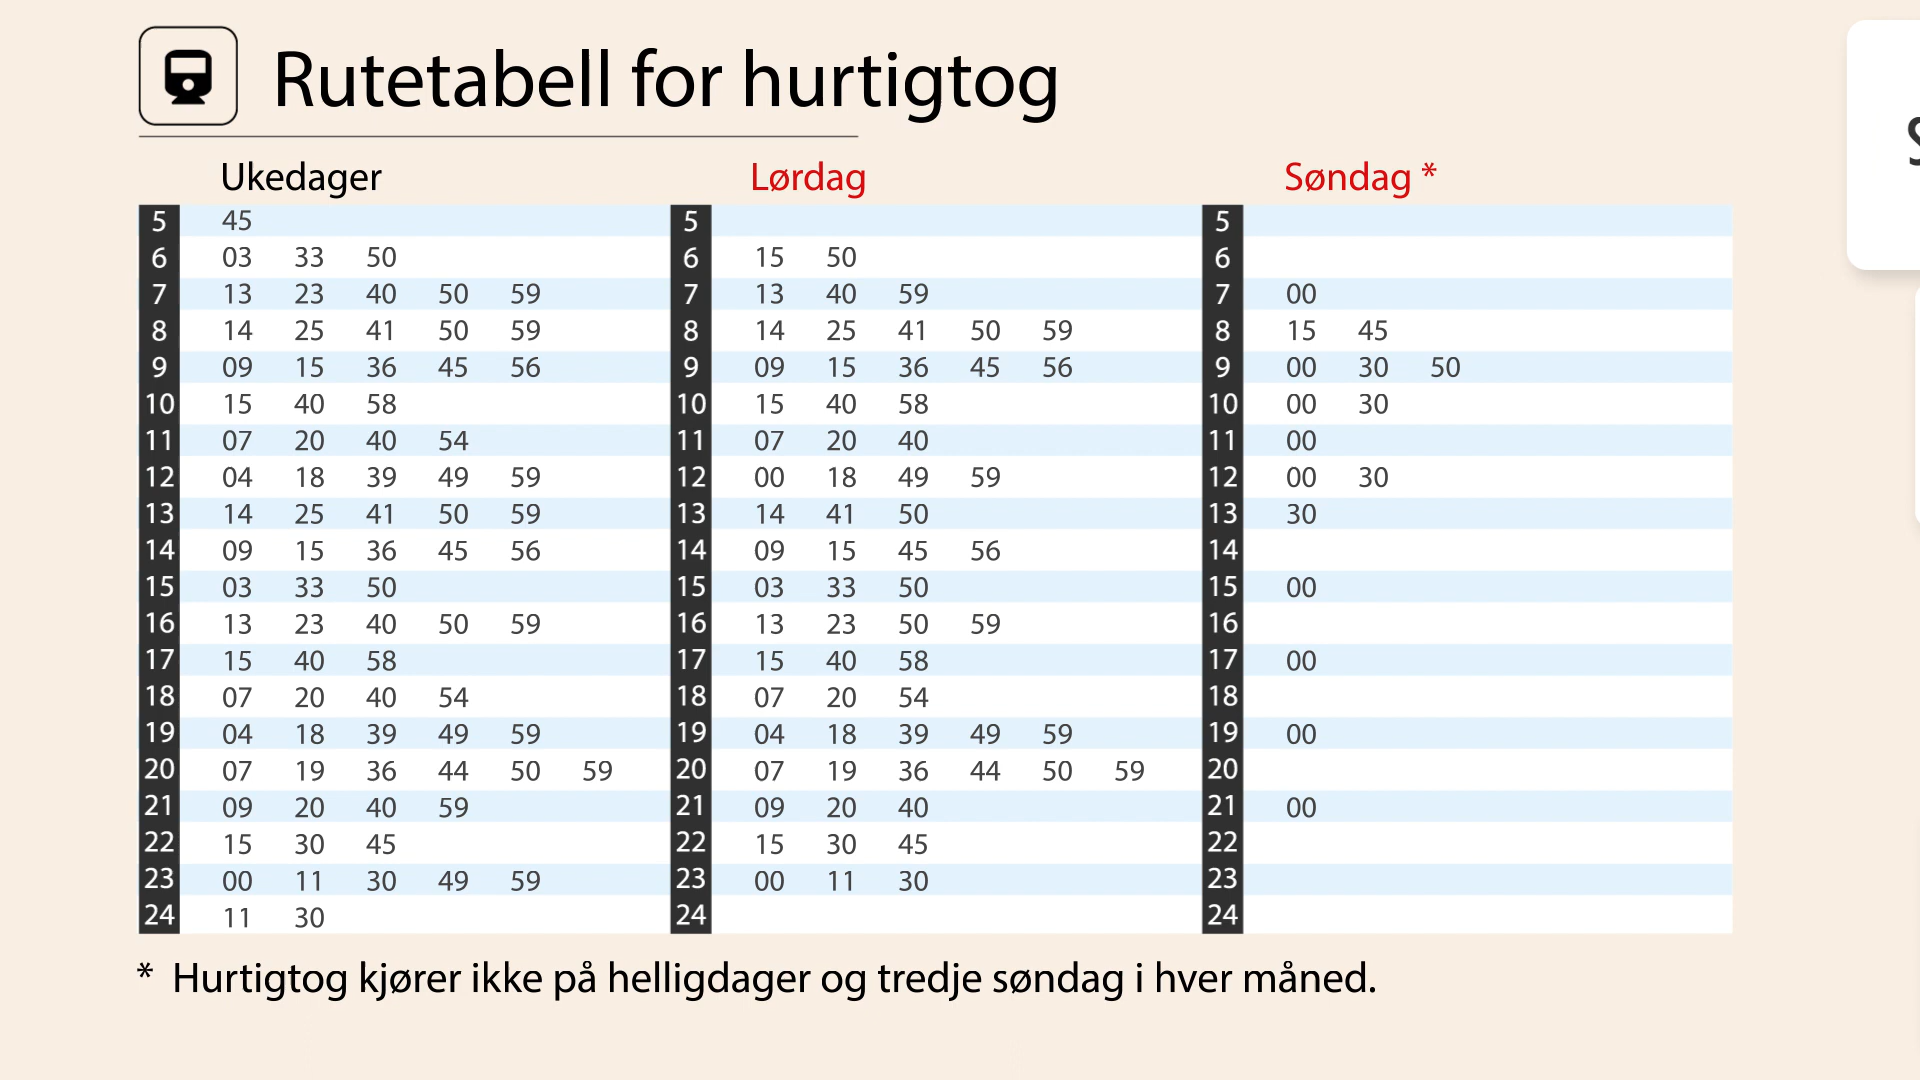 Rutetabell for hurtigtog
Ukedager Lørdag Søndag *
5 45 5 5
6 03 33 50 6 15 50 6
7 13 23 40 50 59 7 13 40 59 7 00
8 14 25 41 50 59 8 14 25 41 50 59 8 15 45
9 09 15 36 45 56 9 09 15 36 45 56 9 00 30 50
10 15 40 58 10 15 40 58 10 00 30
11 07 20 40 54 11 07 20 40 11 00
12 04 18 39 49 59 12 00 18 49 59 12 00 30
13 14 25 41 50 59 13 14 41 50 13 30
14 09 15 36 45 56 14 09 15 45 56 14
15 03 33 50 15 03 33 50 15 00
16 13 23 40 50 59 16 13 23 50 59 16
17 15 40 58 17 15 40 58 17 00
18 07 20 40 54 18 07 20 54 18
19 04 18 39 49 59 19 04 18 39 49 59 19 00
20 07 19 36 44 50 59 20 07 19 36 44 50 59 20
21 09 20 40 59 21 09 20 40 21 00
22 15 30 45 22 15 30 45 22
23 00 11 30 49 59 23 00 11 30 23
24 11 30 24 24
* Hurtigtog kjører ikke på helligdager og tredje søndag i hver måned.